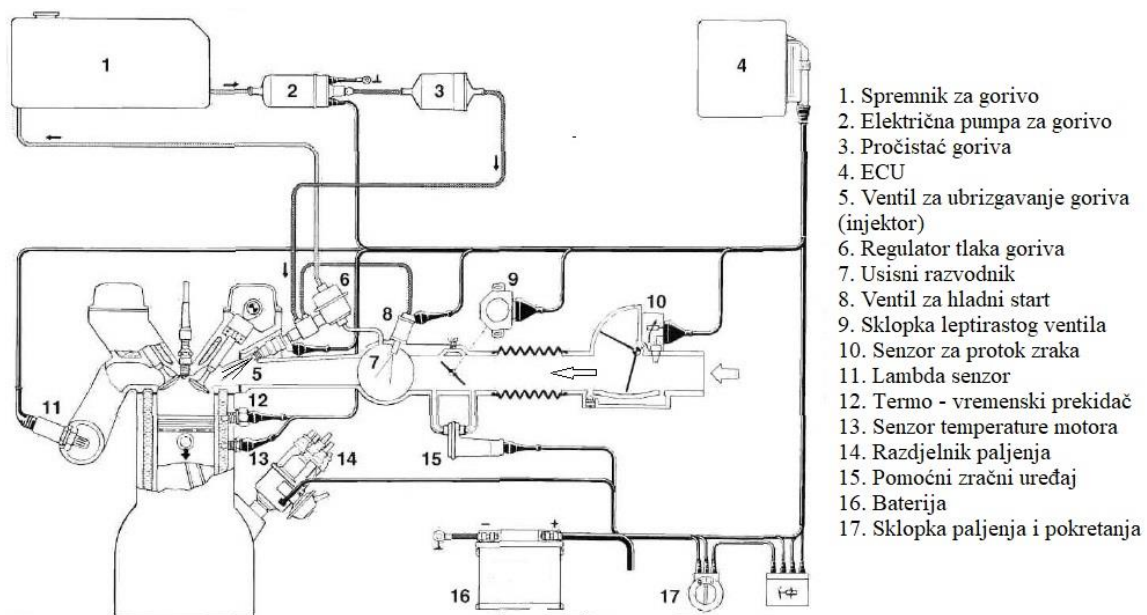 1
2
3
4
5
6
7
8
9
10
11
12
13
14
15
16
17
−
+
1. Spremnik za gorivo
2. Električna pumpa za gorivo
3. Pročistać goriva
4. ECU
5. Ventil za ubrizgavanje goriva
(injektor)
6. Regulator tlaka goriva
7. Usisni razvodnik
8. Ventil za hladni start
9. Sklopka leptirastog ventila
10. Senzor za protok zraka
11. Lambda senzor
12. Termo - vremenski prekidač
13. Senzor temperature motora
14. Razdjelnik paljenja
15. Pomoćni zračni uređaj
16. Baterija
17. Sklopka paljenja i pokretanja